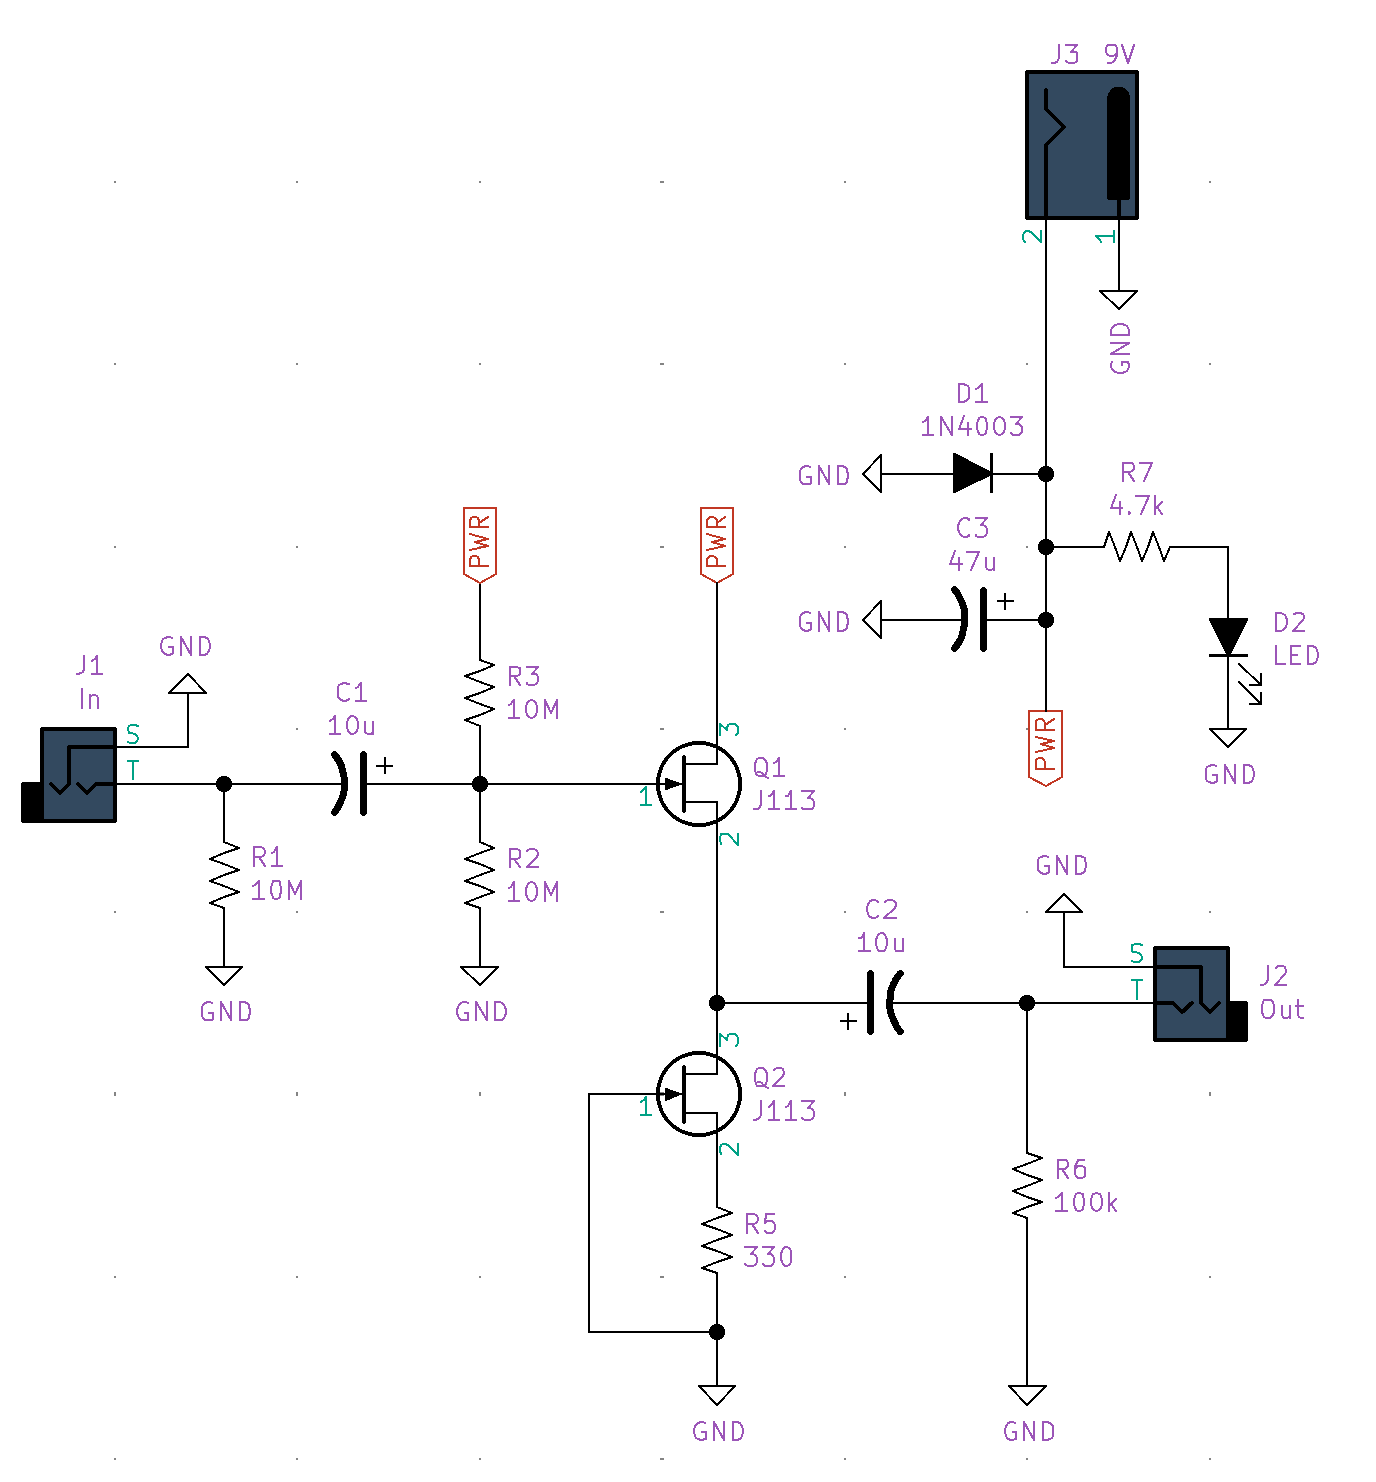 J3 9V
2 1
GND
D1
1N4003
GND
R7
4.7k
C3
47u
GND
PWR
PWR
D2
LED
GND
PWR
J1
In
GND
S
T
C1
10u
R3
10M
R1
10M
GND
R2
10M
GND
3
1
2
Q1
J113
C2
10u
GND
S
T
J2
Out
3
1
2
Q2
J113
R5
330
GND
R6
100k
GND